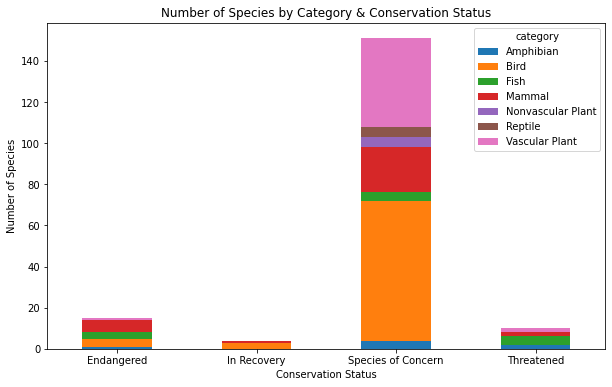 Number of Species by Category & Conservation Status
category
Amphibian
Bird
Fish
Mammal
Nonvascular Plant
Reptile
Vascular Plant
Number of Species
140
120
100
80
60
40
20
0
Endangered In Recovery Species of Concern Threatened
Conservation Status